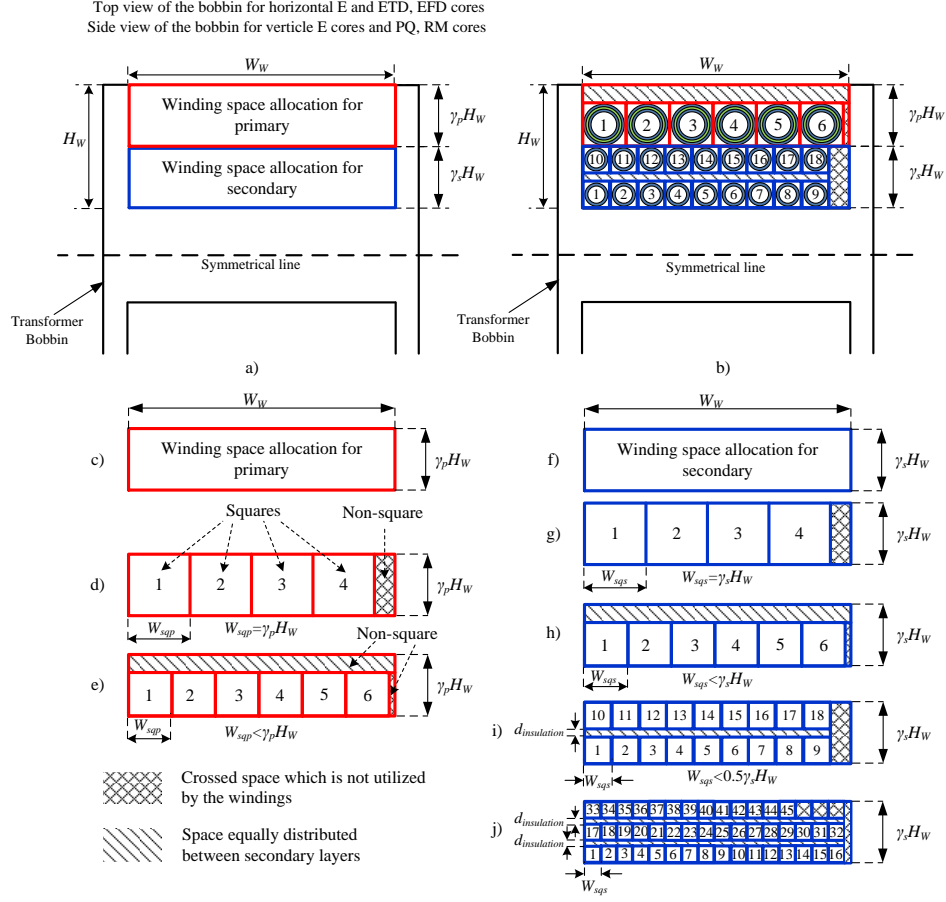 Top view of the bobbin for horizontal E and ETD, EFD cores
Side view of the bobbin for verticle E cores and PQ, RM cores
W_W
H_W
Winding space allocation for
primary
γ_pH_W
Winding space allocation for
secondary
γ_sH_W
Symmetrical line
Transformer
Bobbin
a)
W_W
H_W
1 2 3 4 5 6
γ_pH_W
10 11 12 13 14 15 16 17 18
1 2 3 4 5 6 7 8 9
γ_sH_W
Symmetrical line
Transformer
Bobbin
b)
W_W
c)
Winding space allocation for
primary
γ_pH_W
Squares
Non-square
d)
1 2 3 4
γ_pH_W
W_sqp
W_sqp=γ_pH_W
Non-square
e)
1 2 3 4 5 6
γ_pH_W
W_sqp
W_sqp<γ_pH_W
Crossed space which is not utilized
by the windings
Space equally distributed
between secondary layers
W_W
f)
Winding space allocation for
secondary
γ_sH_W
g)
1 2 3 4
γ_sH_W
W_sqs
W_sqs=γ_sH_W
h)
1 2 3 4 5 6
γ_sH_W
W_sqs
W_sqs<γ_sH_W
i)
10 11 12 13 14 15 16 17 18
d_insulation
1 2 3 4 5 6 7 8 9
γ_sH_W
W_sqs
W_sqs<0.5γ_sH_W
j)
33 34 35 36 37 38 39 40 41 42 43 44 45
d_insulation
17 18 19 20 21 22 23 24 25 26 27 28 29 30 31 32
d_insulation
1 2 3 4 5 6 7 8 9 10 11 12 13 14 15 16
γ_sH_W
W_sqs